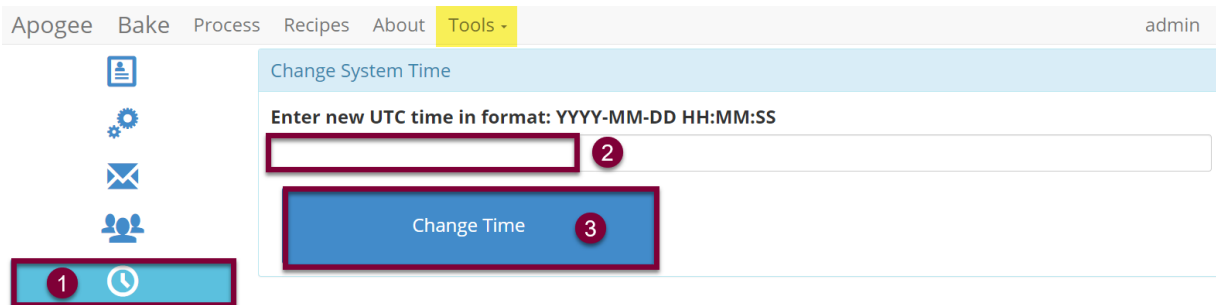 Apogee Bake Process Recipes About Tools admin
Change System Time
Enter new UTC time in format: YYYY-MM-DD HH:MM:SS
2
Change Time 3
1